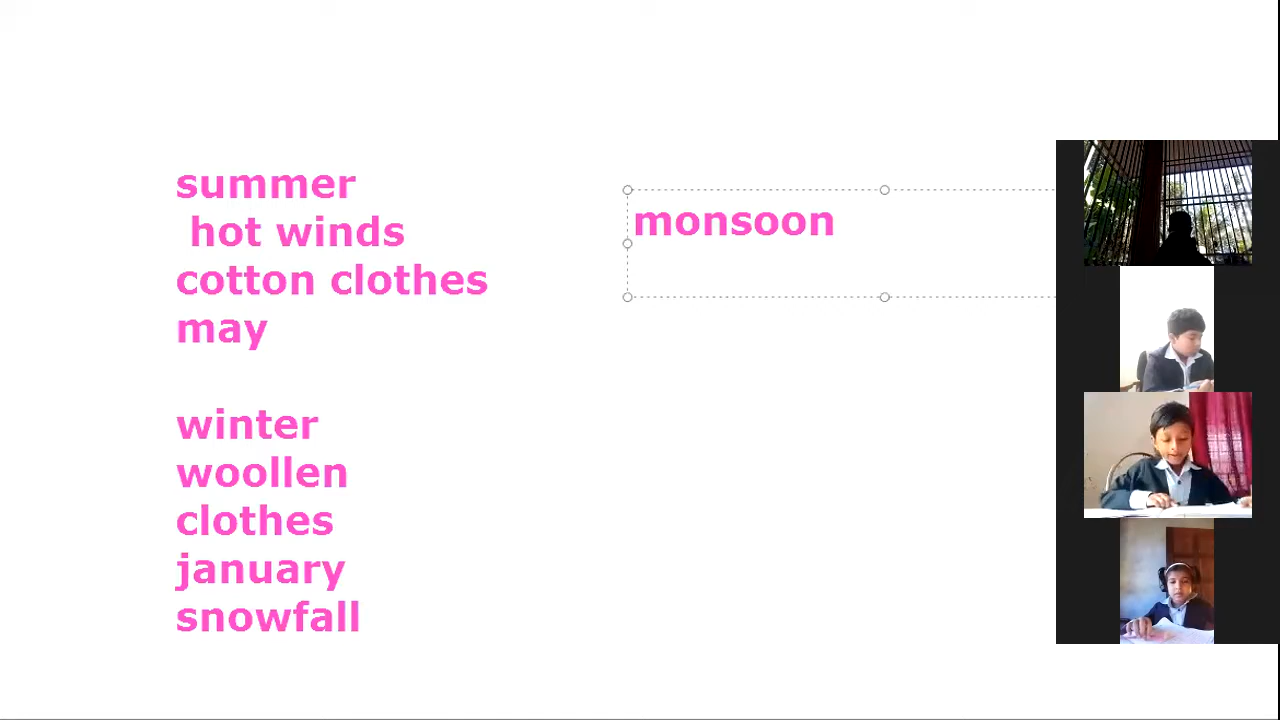 summer
hot winds
cotton clothes
may
winter
woollen
clothes
january
snowfall
monsoon